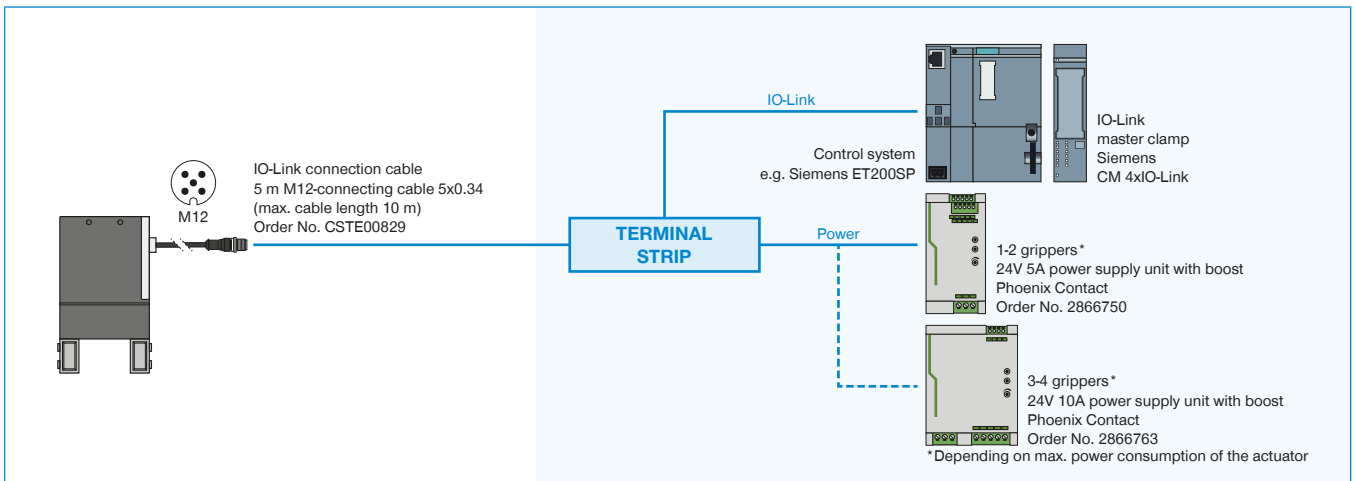 IO-Link
IO-Link
master clamp
Siemens
CM 4xIO-Link
Control system
e.g. Siemens ET200SP
M12
IO-Link connection cable
5 m M12-connecting cable 5x0.34
(max. cable length 10 m)
Order No. CSTE00829
TERMINAL
STRIP
Power
1-2 grippers*
24V 5A power supply unit with boost
Phoenix Contact
Order No. 2866750
3-4 grippers*
24V 10A power supply unit with boost
Phoenix Contact
Order No. 2866763
*Depending on max. power consumption of the actuator